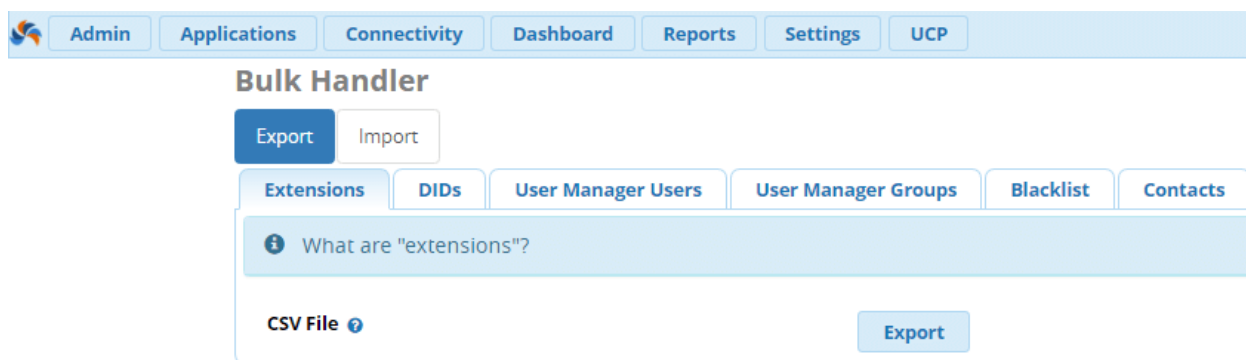 Admin Applications Connectivity Dashboard Reports Settings UCP
Bulk Handler
Export Import
Extensions DIDs User Manager Users User Manager Groups Blacklist Contacts
What are "extensions"?
CSV File Export